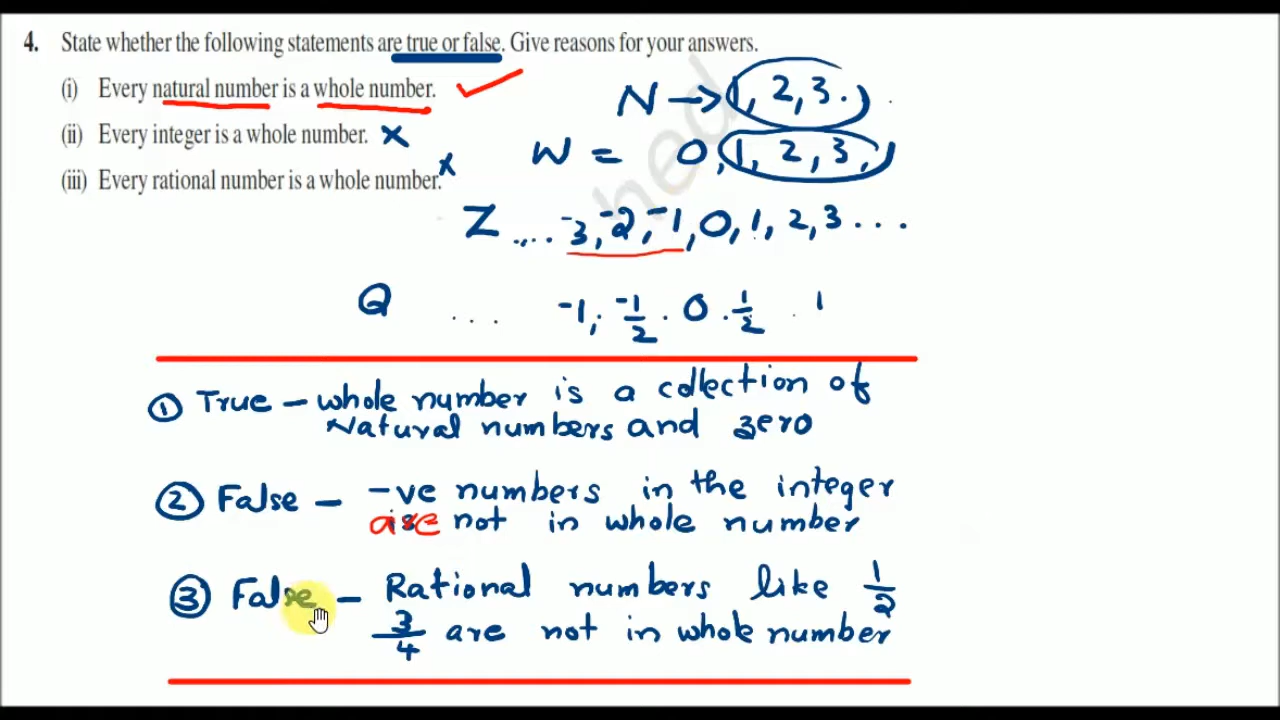 4. State whether the following statements are true or false. Give reasons for your answers.
(i) Every natural number is a whole number. ✓
(ii) Every integer is a whole number. ×
(iii) Every rational number is a whole number. ×
N → 1, 2, 3.
W = 0, 1, 2, 3,
Z .... -3, -2, -1, 0, 1, 2, 3 ...
Q ... -1, -1/2 . 0 . 1/2 . 1
hed
① True – whole number is a collection of
Natural numbers and zero
② False – -ve numbers in the integer
are not in whole number
③ False – Rational numbers like 1/2
3/4 are not in whole number